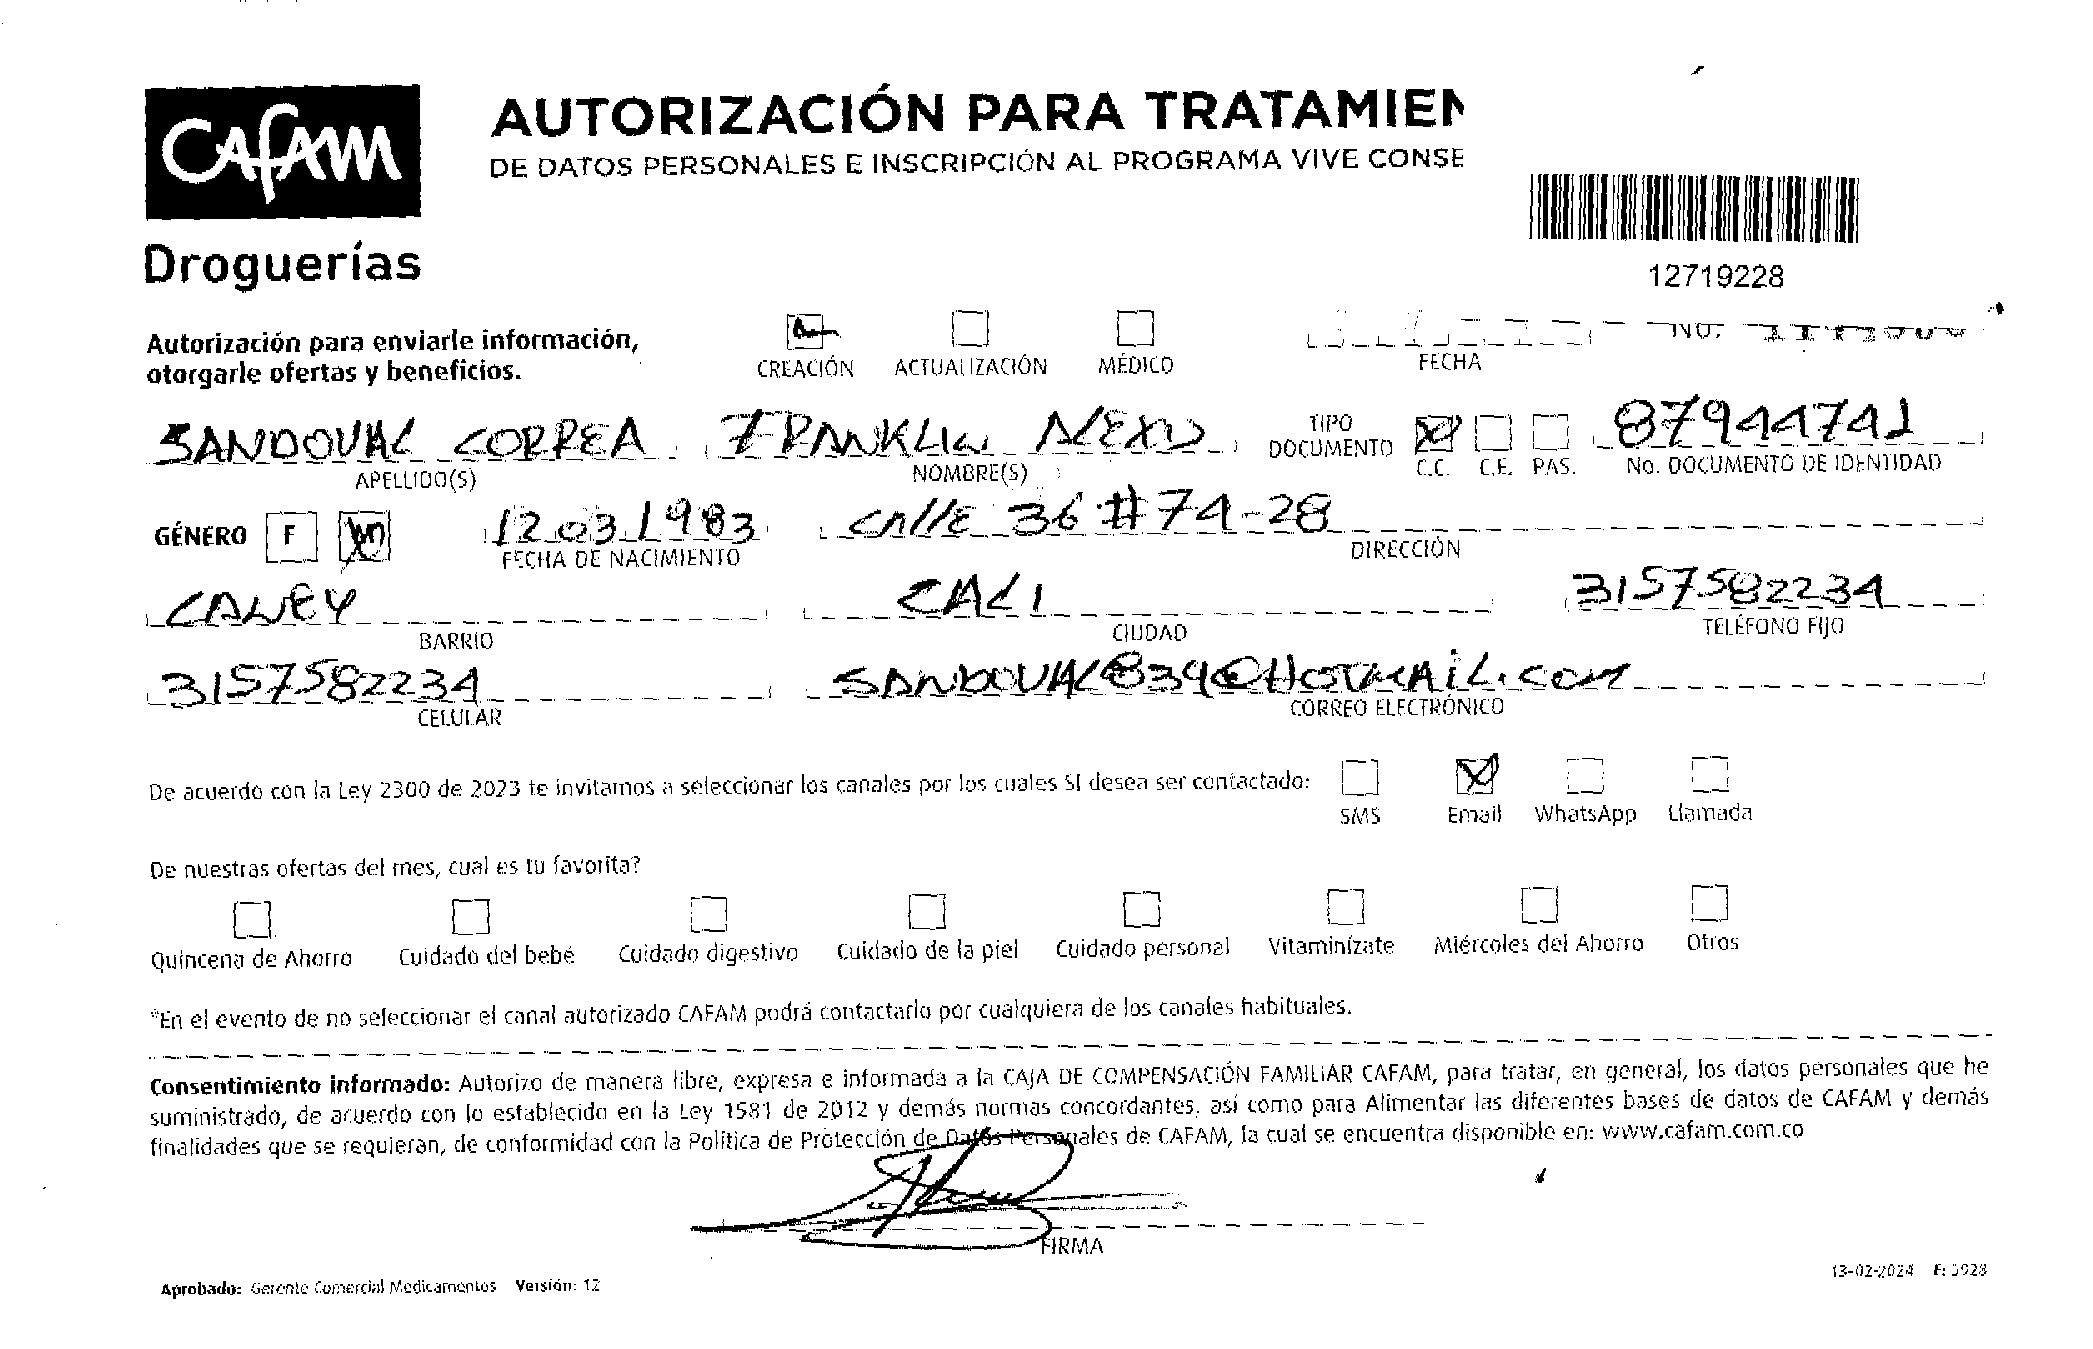 CAFAM
Droguerías
AUTORIZACIÓN PARA TRATAMIEN
DE DATOS PERSONALES E INSCRIPCIÓN AL PROGRAMA VIVE CONSE
12719228
Autorización para enviarle información,
otorgarle ofertas y beneficios.
CREACIÓN ACTUALIZACIÓN MÉDICO FECHA
SANDOVAL CORREA FRANKLIN TIPO DOCUMENTO 87944741
APELLIDO(S) NOMBRE(S) C.C. C.E. PAS. No. DOCUMENTO DE IDENTIDAD
GÉNERO F M 12031983 CALLE 36 #74-28
FECHA DE NACIMIENTO DIRECCIÓN
CANEY CALI 3157582234
BARRIO CIUDAD TELÉFONO FIJO
3157582234 SANDOVAL834@HOTMAIL.COM
CELULAR CORREO ELECTRÓNICO
De acuerdo con la Ley 2300 de 2023 te invitamos a seleccionar los canales por los cuales SI desea ser contactado:
SMS Email WhatsApp Llamada
De nuestras ofertas del mes, cual es tu favorita?
Quincena de Ahorro Cuidado del bebé Cuidado digestivo Cuidado de la piel Cuidado personal Vitamínizate Miércoles del Ahorro Otros
*En el evento de no seleccionar el canal autorizado CAFAM podrá contactarlo por cualquiera de los canales habituales.
Consentimiento informado: Autorizo de manera libre, expresa e informada a la CAJA DE COMPENSACIÓN FAMILIAR CAFAM, para tratar, en general, los datos personales que he
suministrado, de acuerdo con lo establecido en la Ley 1581 de 2012 y demás normas concordantes, así como para Alimentar las diferentes bases de datos de CAFAM y demás
finalidades que se requieran, de conformidad con la Política de Protección de Datos Personales de CAFAM, la cual se encuentra disponible en: www.cafam.com.co
FIRMA
Aprobado: Gerente Comercial Medicamentos Versión: 12
13-02-2024